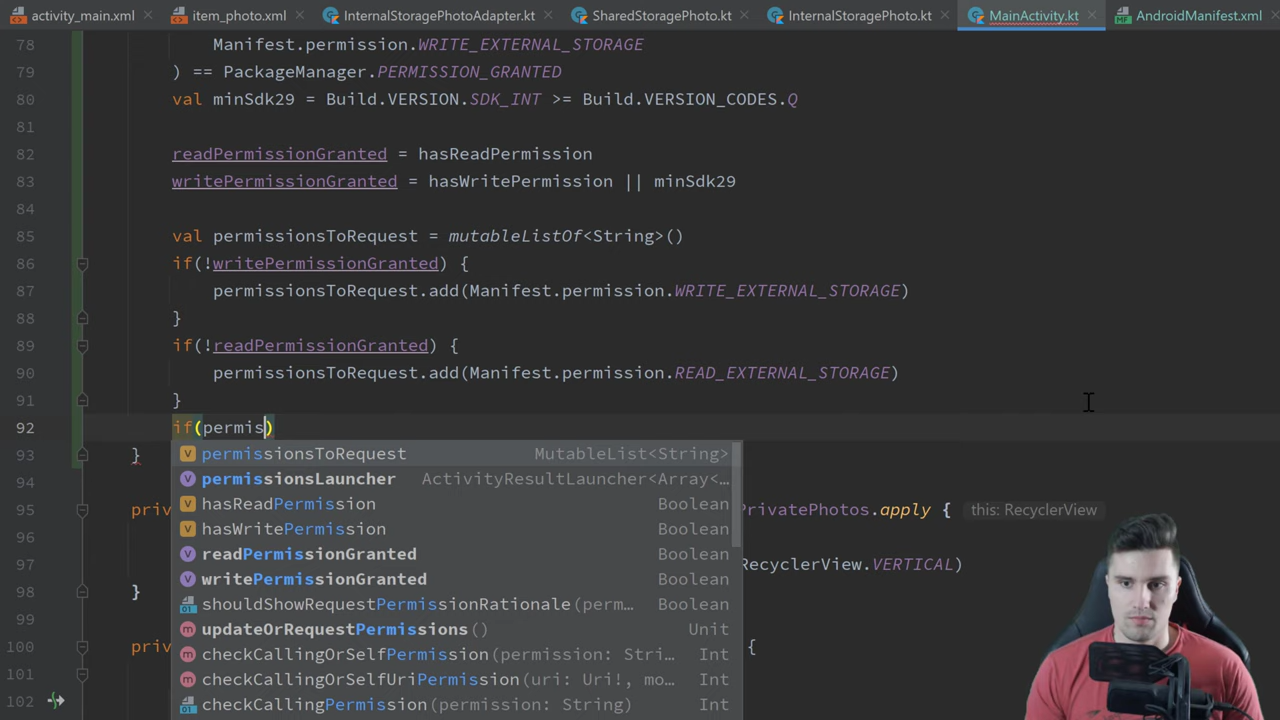 activity_main.xml
item_photo.xml
InternalStoragePhotoAdapter.kt
SharedStoragePhoto.kt
InternalStoragePhoto.kt
MainActivity.kt
AndroidManifest.xml
78 Manifest.permission.WRITE_EXTERNAL_STORAGE
79 ) == PackageManager.PERMISSION_GRANTED
80 val minSdk29 = Build.VERSION.SDK_INT >= Build.VERSION_CODES.Q
81
82 readPermissionGranted = hasReadPermission
83 writePermissionGranted = hasWritePermission || minSdk29
84
85 val permissionsToRequest = mutableListOf<String>()
86 if(!writePermissionGranted) {
87 permissionsToRequest.add(Manifest.permission.WRITE_EXTERNAL_STORAGE)
88 }
89 if(!readPermissionGranted) {
90 permissionsToRequest.add(Manifest.permission.READ_EXTERNAL_STORAGE)
91 }
92 if(permis)
permissionsToRequest MutableList<String>
93 }
permissionsLauncher ActivityResultLauncher<Array<…
94
hasReadPermission Boolean
95 priv PrivatePhotos.apply { this: RecyclerView
96
hasWritePermission Boolean
readPermissionGranted Boolean
97 RecyclerView.VERTICAL)
writePermissionGranted Boolean
98 }
shouldShowRequestPermissionRationale(perm… Boolean
99
updateOrRequestPermissions() Unit
100 priv {
checkCallingOrSelfPermission(permission: Stri… Int
101
checkCallingOrSelfUriPermission(uri: Uri!, mo… Int
102
checkCallingPermission(permission: String) Int